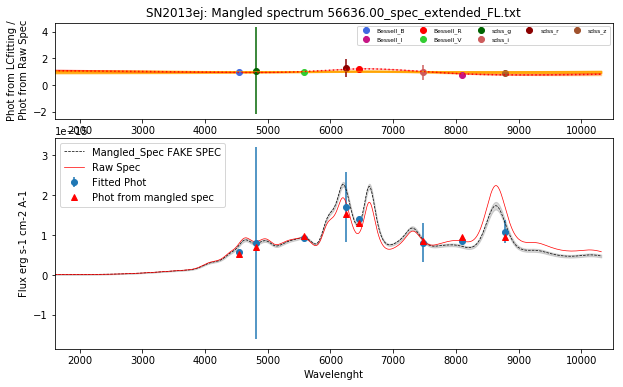 SN2013ej: Mangled spectrum 56636.00_spec_extended_FL.txt
Phot from LCfitting /
Phot from Raw Spec
4
2
0
−2
Bessell_B
Bessell_I
Bessell_R
Bessell_V
sdss_g
sdss_i
sdss_r
sdss_z
2000 3000 4000 5000 6000 7000 8000 9000 10000
Flux erg s-1 cm-2 A-1
3
2
1
0
−1
Mangled_Spec FAKE SPEC
Raw Spec
Fitted Phot
Phot from mangled spec
2000 3000 4000 5000 6000 7000 8000 9000 10000
Wavelenght